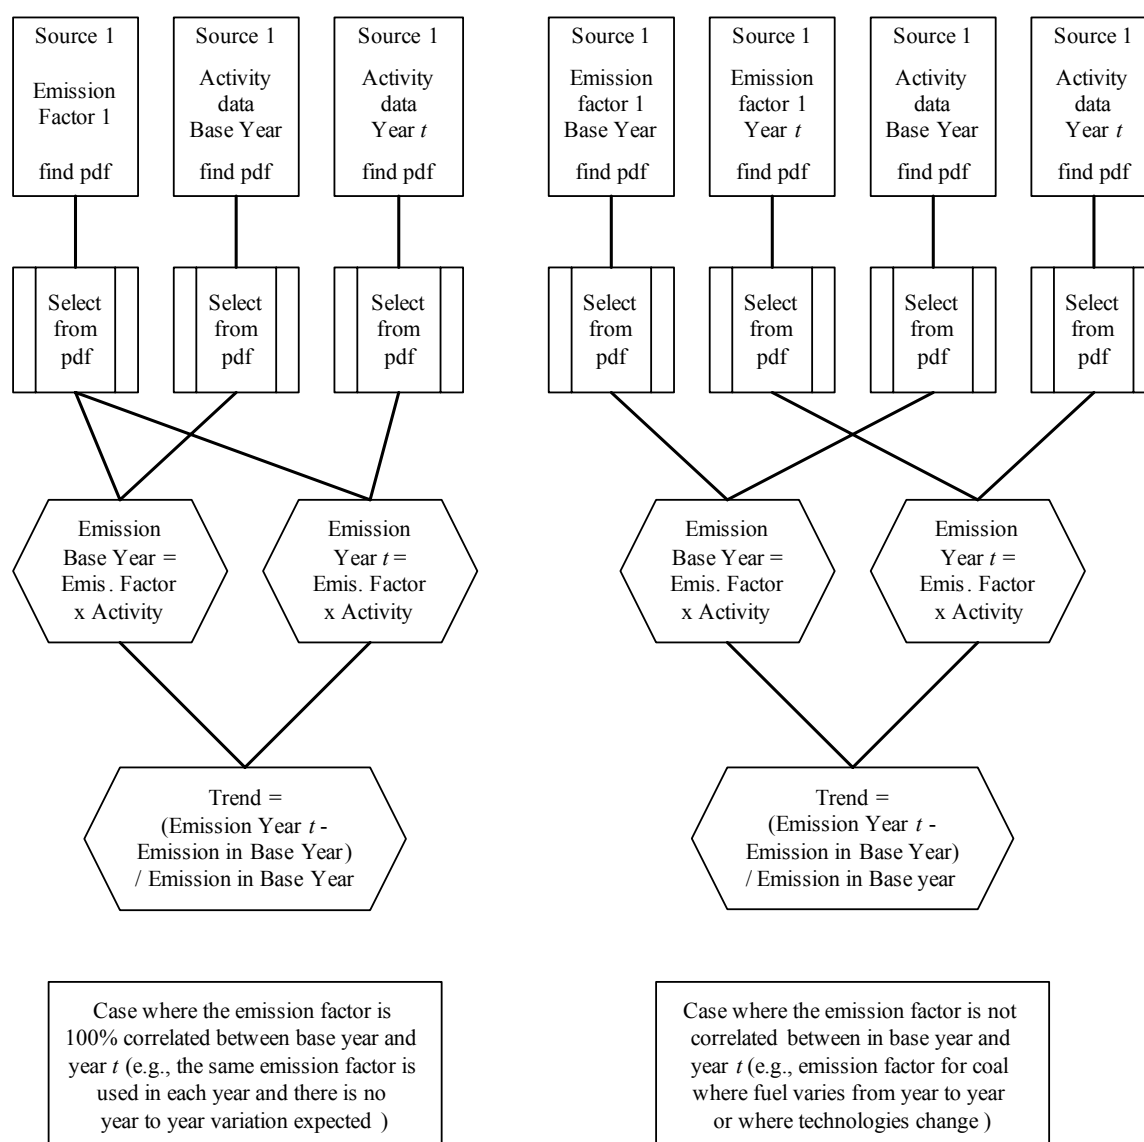 Source 1
Emission
Factor 1
find pdf
Source 1
Activity
data
Base Year
find pdf
Source 1
Activity
data
Year t
find pdf
Select
from
pdf
Select
from
pdf
Select
from
pdf
Emission
Base Year =
Emis. Factor
x Activity
Emission
Year t =
Emis. Factor
x Activity
Trend =
(Emission Year t -
Emission in Base Year)
/ Emission in Base Year
Case where the emission factor is
100% correlated between base year and
year t (e.g., the same emission factor is
used in each year and there is no
year to year variation expected )
Source 1
Emission
factor 1
Base Year
find pdf
Source 1
Emission
factor 1
Year t
find pdf
Source 1
Activity
data
Base Year
find pdf
Source 1
Activity
data
Year t
find pdf
Select
from
pdf
Select
from
pdf
Select
from
pdf
Select
from
pdf
Emission
Base Year =
Emis. Factor
x Activity
Emission
Year t =
Emis. Factor
x Activity
Trend =
(Emission Year t -
Emission in Base Year)
/ Emission in Base year
Case where the emission factor is not
correlated between in base year and
year t (e.g., emission factor for coal
where fuel varies from year to year
or where technologies change )